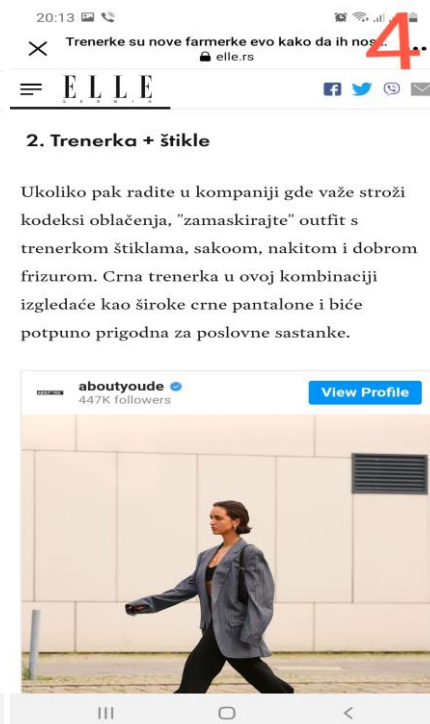 20:13
4
Trenerke su nove farmerke evo kako da ih nos...
elle.rs
ELLE
SERBIA
2. Trenerka + štikle
Ukoliko pak radite u kompaniji gde važe stroži
kodeksi oblačenja, "zamaskirajte" outfit s
trenerkom štiklama, sakoom, nakitom i dobrom
frizurom. Crna trenerka u ovoj kombinaciji
izgledaće kao široke crne pantalone i biće
potpuno prigodna za poslovne sastanke.
ABOUT YOU
aboutyoude
447K followers
View Profile